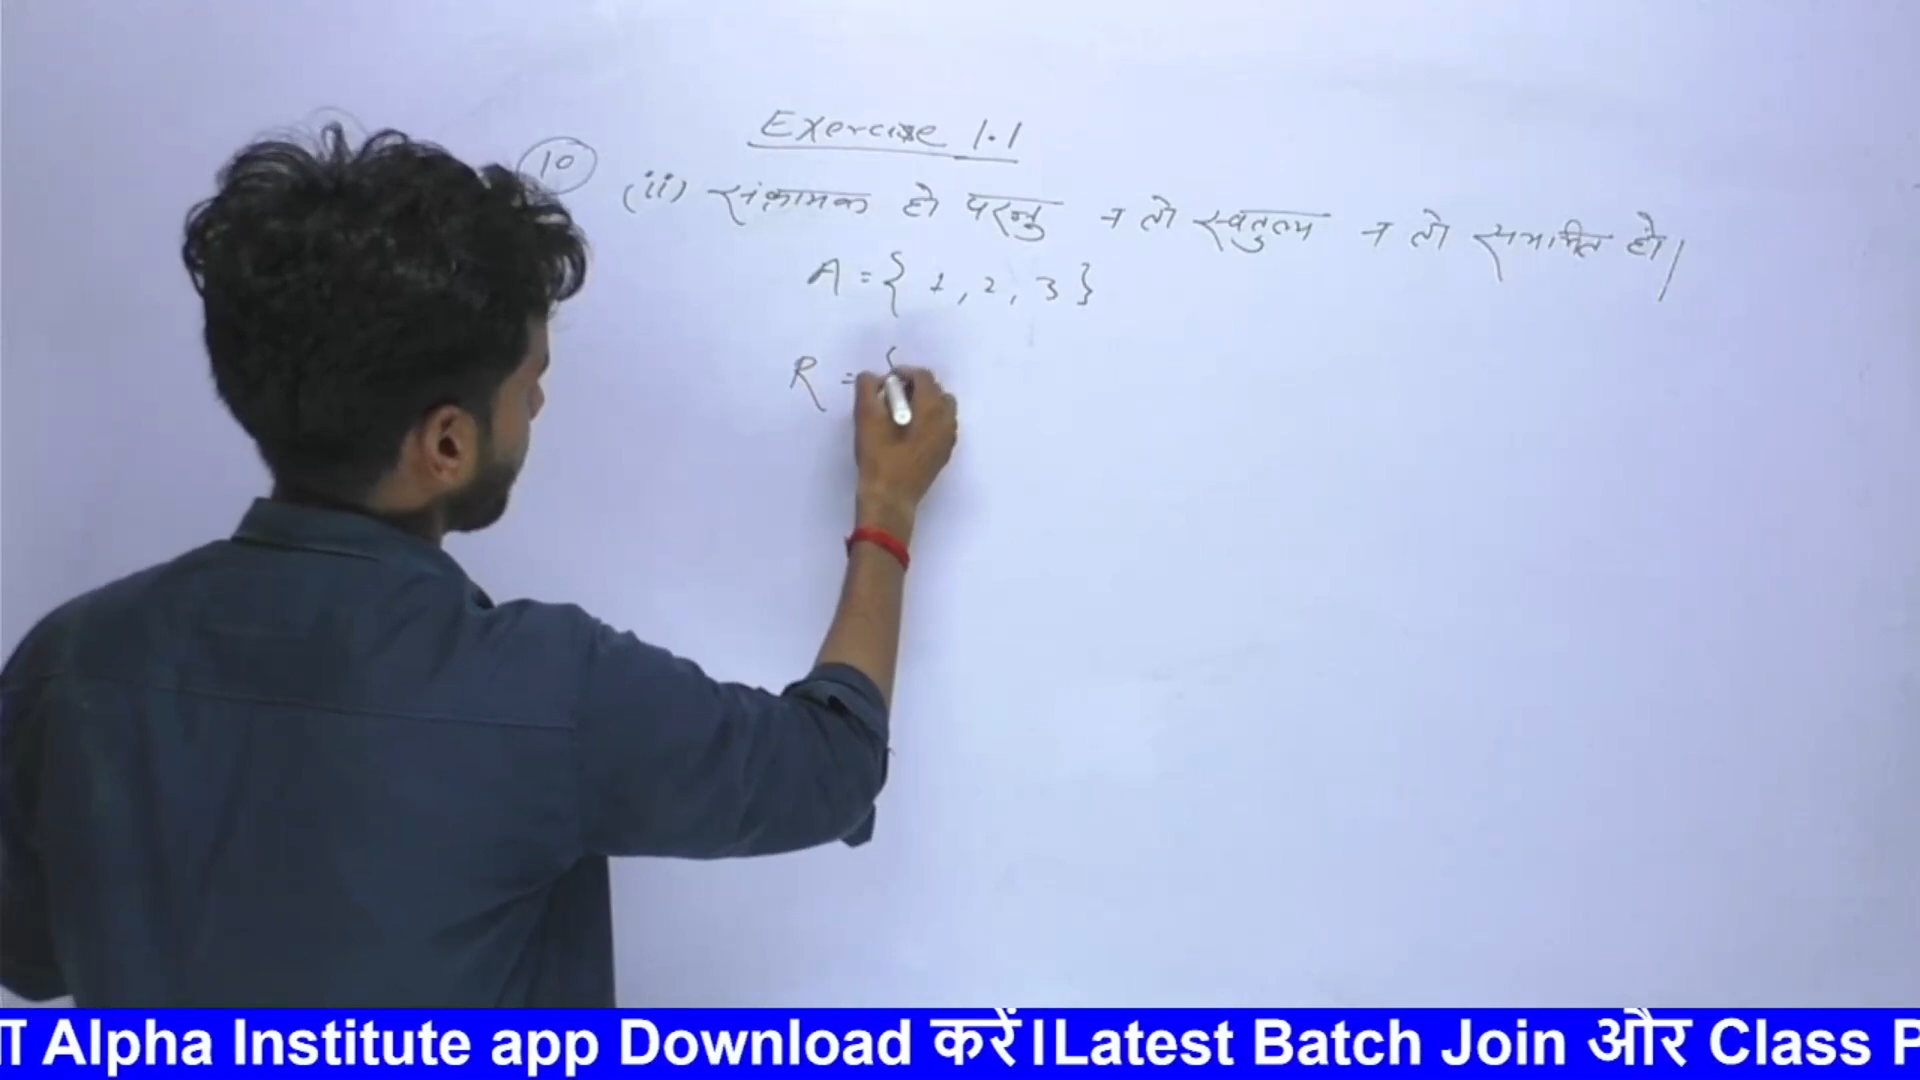 Exercise 1.1
10 (ii) संक्रामक हो परन्तु न तो स्वतुल्य न तो सममित हो।
A = { 1, 2, 3 }
R = {
ा Alpha Institute app Download करें।Latest Batch Join और Class P